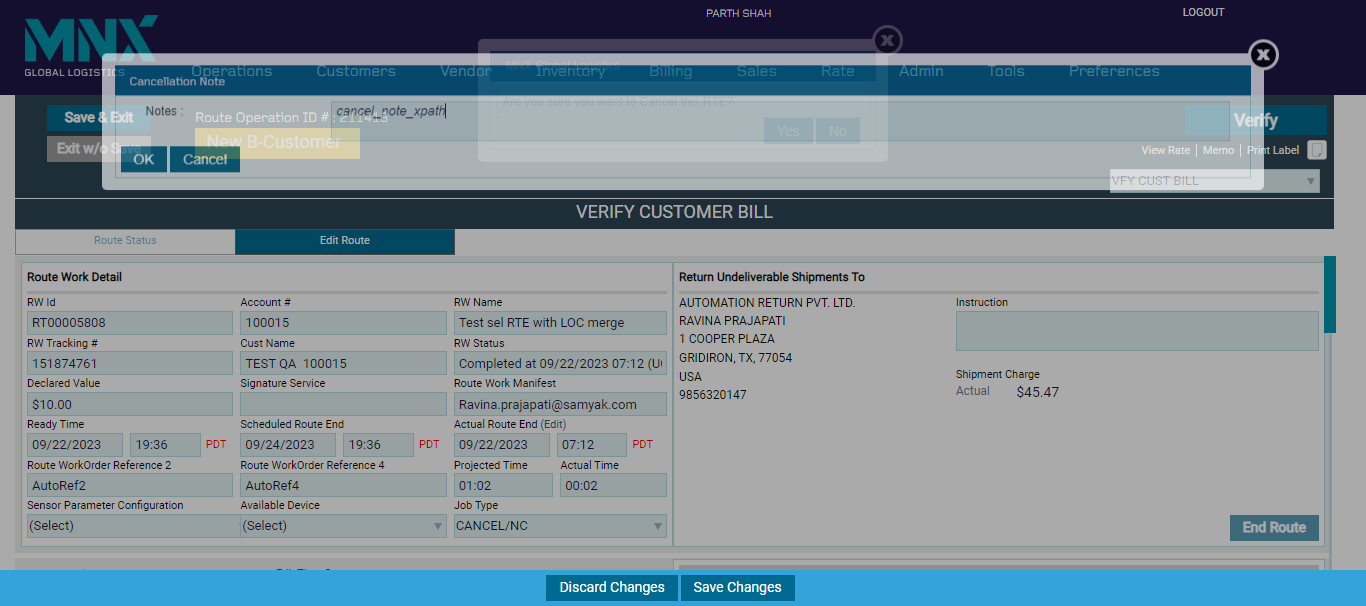 PARTH SHAH
LOGOUT
MNX
GLOBAL LOGISTICS
Operations Customers Vendor Inventory Billing Sales Rate Admin Tools Preferences
MNX Global Logistics
Cancellation Note
Notes :
cancel_note_xpath
Are you sure you want to Cancel this RTE?
Yes No
OK Cancel
Save & Exit
Exit w/o Save
Route Operation ID # : 211413
New B-Customer
Verify
View Rate | Memo | Print Label
VFY CUST BILL
VERIFY CUSTOMER BILL
Route Status Edit Route
Route Work Detail
RW Id Account # RW Name
RT00005808 100015 Test sel RTE with LOC merge
RW Tracking # Cust Name RW Status
151874761 TEST QA 100015 Completed at 09/22/2023 07:12 (U
Declared Value Signature Service Route Work Manifest
$10.00 Ravina.prajapati@samyak.com
Ready Time Scheduled Route End Actual Route End (Edit)
09/22/2023 19:36 PDT 09/24/2023 19:36 PDT 09/22/2023 07:12 PDT
Route WorkOrder Reference 2 Route WorkOrder Reference 4 Projected Time Actual Time
AutoRef2 AutoRef4 01:02 00:02
Sensor Parameter Configuration Available Device Job Type
(Select) (Select) CANCEL/NC
Return Undeliverable Shipments To
AUTOMATION RETURN PVT. LTD.
RAVINA PRAJAPATI
1 COOPER PLAZA
GRIDIRON, TX, 77054
USA
9856320147
Instruction
Shipment Charge
Actual $45.47
End Route
Discard Changes Save Changes